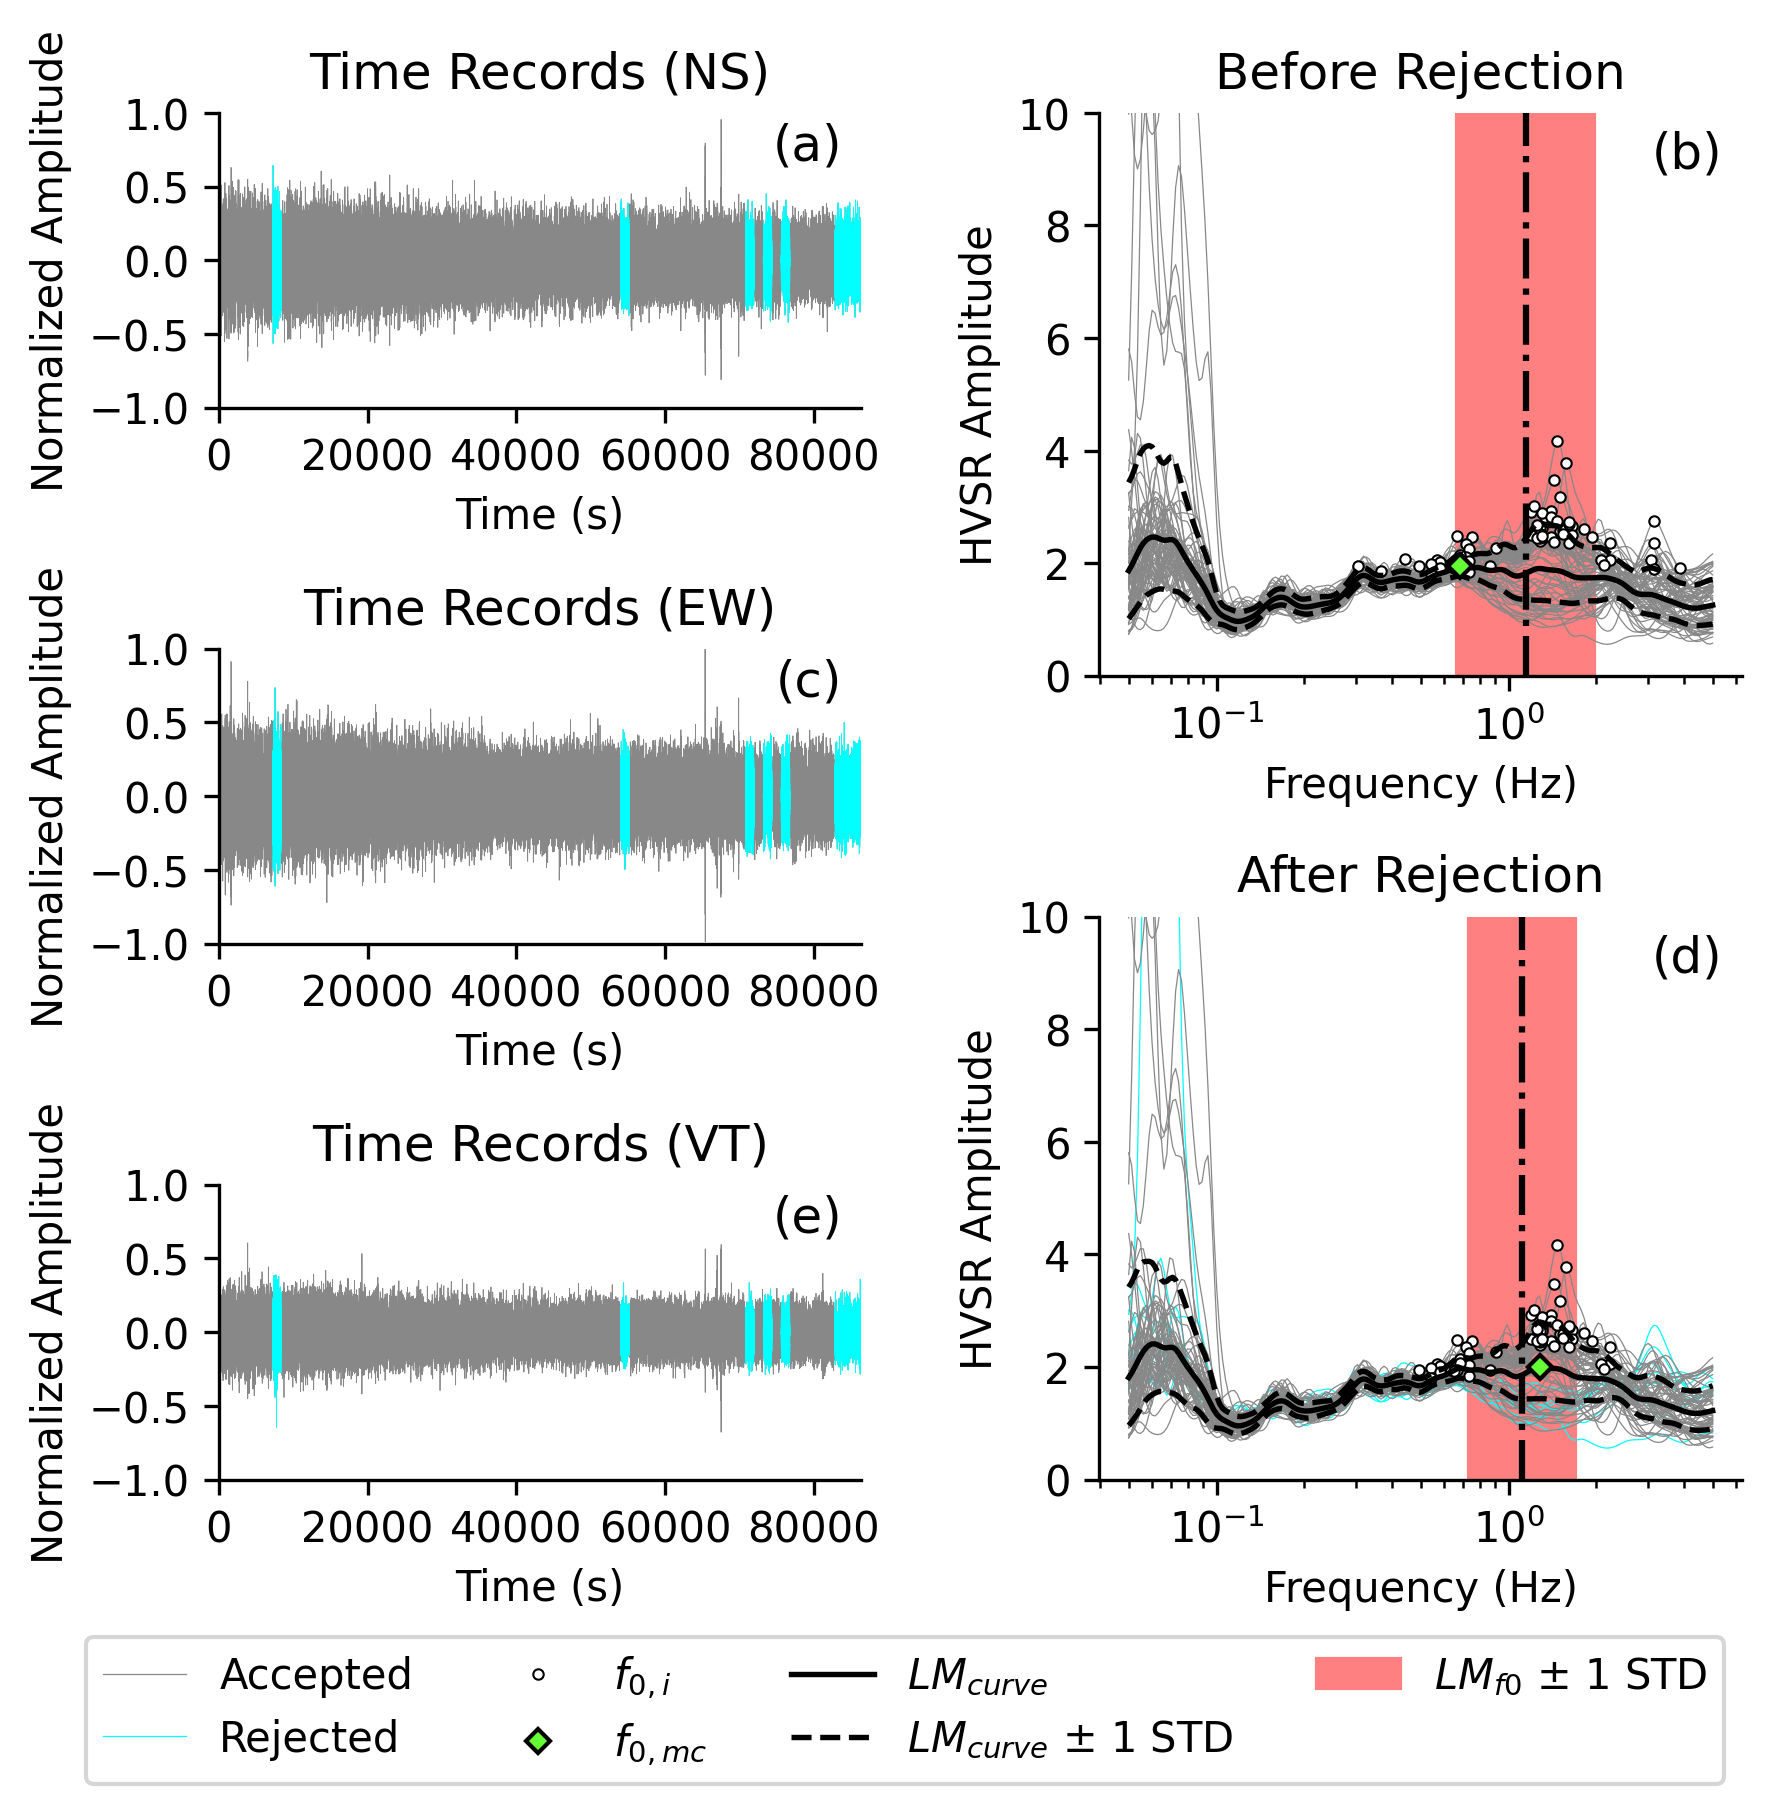 Time Records (NS)
Normalized Amplitude
1.0
0.5
0.0
−0.5
−1.0
(a)
0 20000 40000 60000 80000
Time (s)
Before Rejection
HVSR Amplitude
10
8
6
4
2
0
(b)
10⁻¹ 10⁰
Frequency (Hz)
Time Records (EW)
Normalized Amplitude
1.0
0.5
0.0
−0.5
−1.0
(c)
0 20000 40000 60000 80000
Time (s)
After Rejection
HVSR Amplitude
10
8
6
4
2
0
(d)
10⁻¹ 10⁰
Frequency (Hz)
Time Records (VT)
Normalized Amplitude
1.0
0.5
0.0
−0.5
−1.0
(e)
0 20000 40000 60000 80000
Time (s)
Accepted
Rejected
f0,i
f0,mc
LMcurve
LMcurve ± 1 STD
LMf0 ± 1 STD